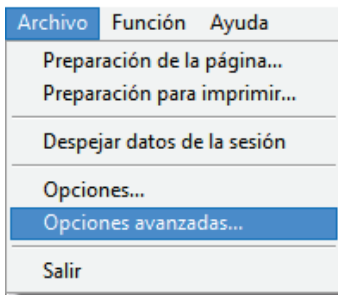 Archivo Función Ayuda
Preparación de la página...
Preparación para imprimir...
Despejar datos de la sesión
Opciones...
Opciones avanzadas...
Salir